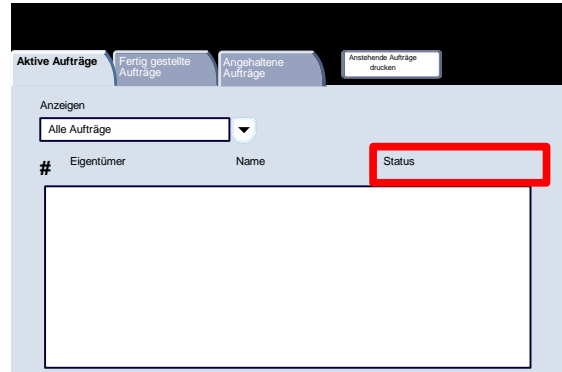 Aktive Aufträge
Fertig gestellte
Aufträge
Angehaltene
Aufträge
Anstehende Aufträge
drucken
Anzeigen
Alle Aufträge
# Eigentümer Name Status